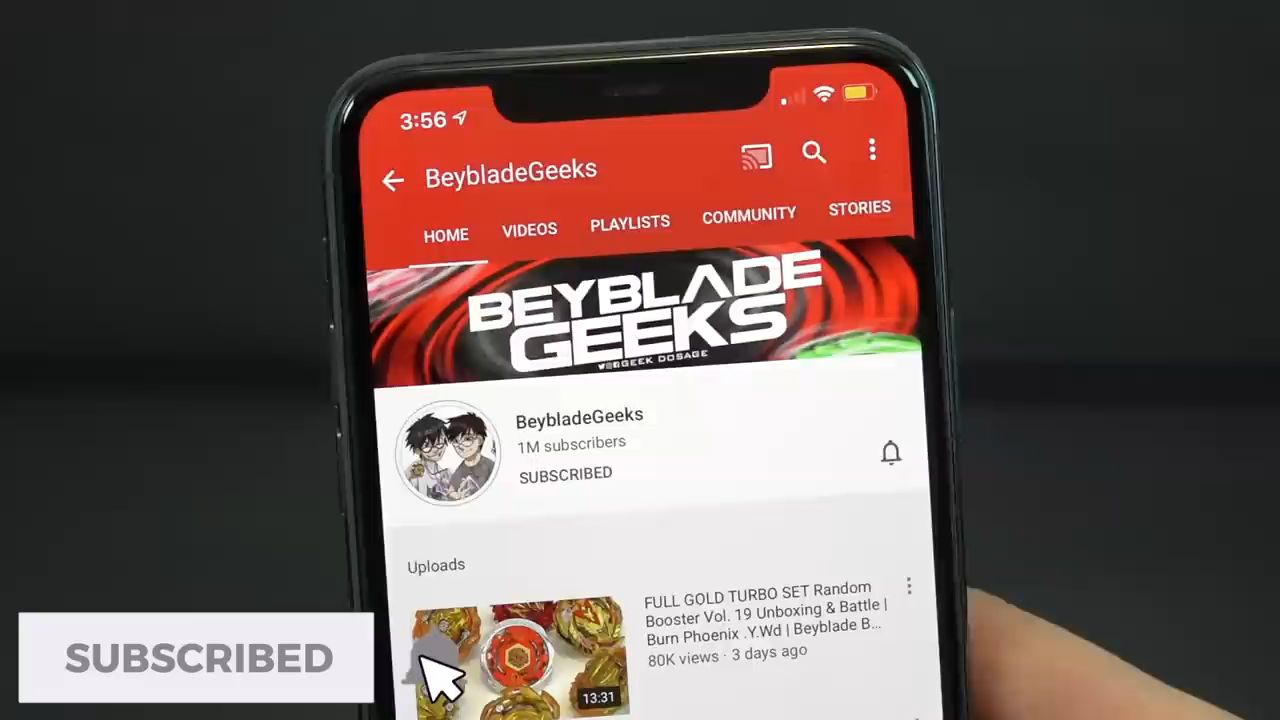 3:56
BeybladeGeeks
HOME VIDEOS PLAYLISTS COMMUNITY STORIES
BEYBLADE
GEEKS
GEEK DOSAGE
BeybladeGeeks
1M subscribers
SUBSCRIBED
Uploads
FULL GOLD TURBO SET Random
Booster Vol. 19 Unboxing & Battle |
Burn Phoenix .Y.Wd | Beyblade B...
80K views · 3 days ago
13:31
SUBSCRIBED